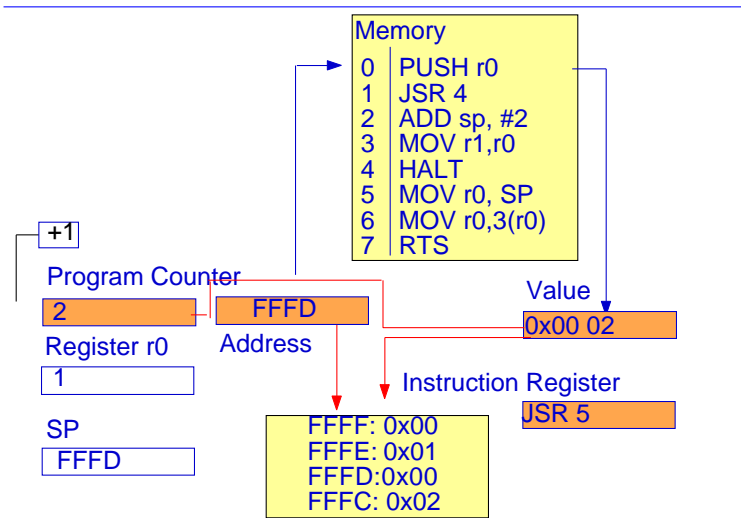 Memory
0 PUSH r0
1 JSR 4
2 ADD sp, #2
3 MOV r1,r0
4 HALT
5 MOV r0, SP
6 MOV r0,3(r0)
7 RTS
+1
Program Counter
2
FFFD
Address
Value
0x00 02
Register r0
1
Instruction Register
JSR 5
SP
FFFD
FFFF: 0x00
FFFE: 0x01
FFFD:0x00
FFFC: 0x02